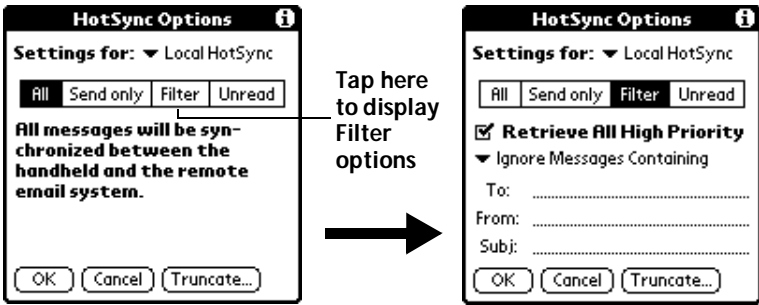 HotSync Options i
Settings for: Local HotSync
All Send only Filter Unread
All messages will be syn-
chronized between the
handheld and the remote
email system.
OK Cancel Truncate...
Tap here
to display
Filter
options
HotSync Options i
Settings for: Local HotSync
All Send only Filter Unread
Retrieve All High Priority
Ignore Messages Containing
To:
From:
Subj:
OK Cancel Truncate...